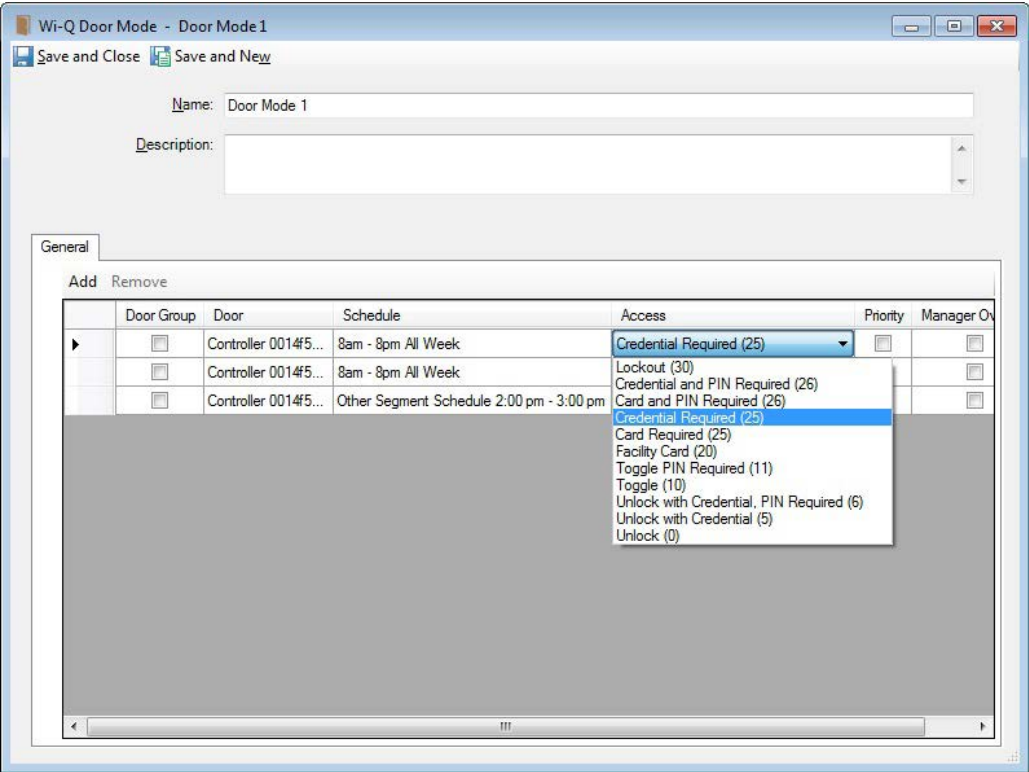 Wi-Q Door Mode - Door Mode 1
Save and Close Save and New
Name: Door Mode 1
Description:
General
Add Remove
Door Group Door Schedule Access Priority Manager Ov
Controller 0014f5... 8am - 8pm All Week Credential Required (25)
Controller 0014f5... 8am - 8pm All Week
Controller 0014f5... Other Segment Schedule 2:00 pm - 3:00 pm
Lockout (30)
Credential and PIN Required (26)
Card and PIN Required (26)
Credential Required (25)
Card Required (25)
Facility Card (20)
Toggle PIN Required (11)
Toggle (10)
Unlock with Credential, PIN Required (6)
Unlock with Credential (5)
Unlock (0)